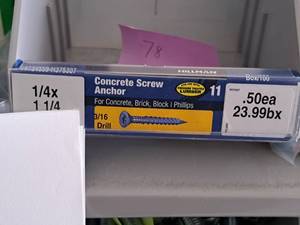 78
HILLMAN
Box/100
1/4x
1 1/4
Concrete Screw
Anchor
For Concrete, Brick, Block | Phillips
3/16
Drill
LUMBER
11
.50ea
23.99bx